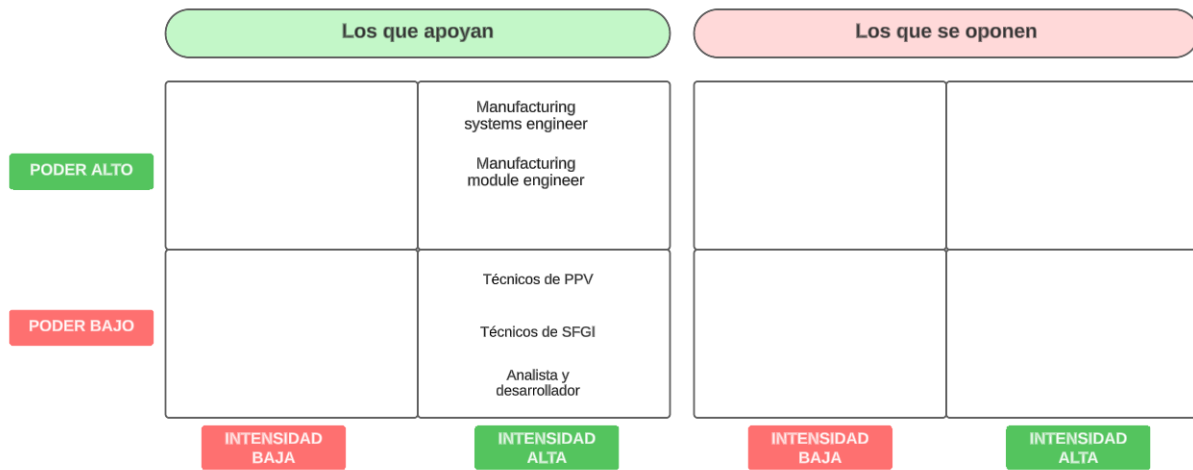 Los que apoyan
Los que se oponen
PODER ALTO
Manufacturing
systems engineer
Manufacturing
module engineer
PODER BAJO
Técnicos de PPV
Técnicos de SFGI
Analista y
desarrollador
INTENSIDAD
BAJA
INTENSIDAD
ALTA
INTENSIDAD
BAJA
INTENSIDAD
ALTA